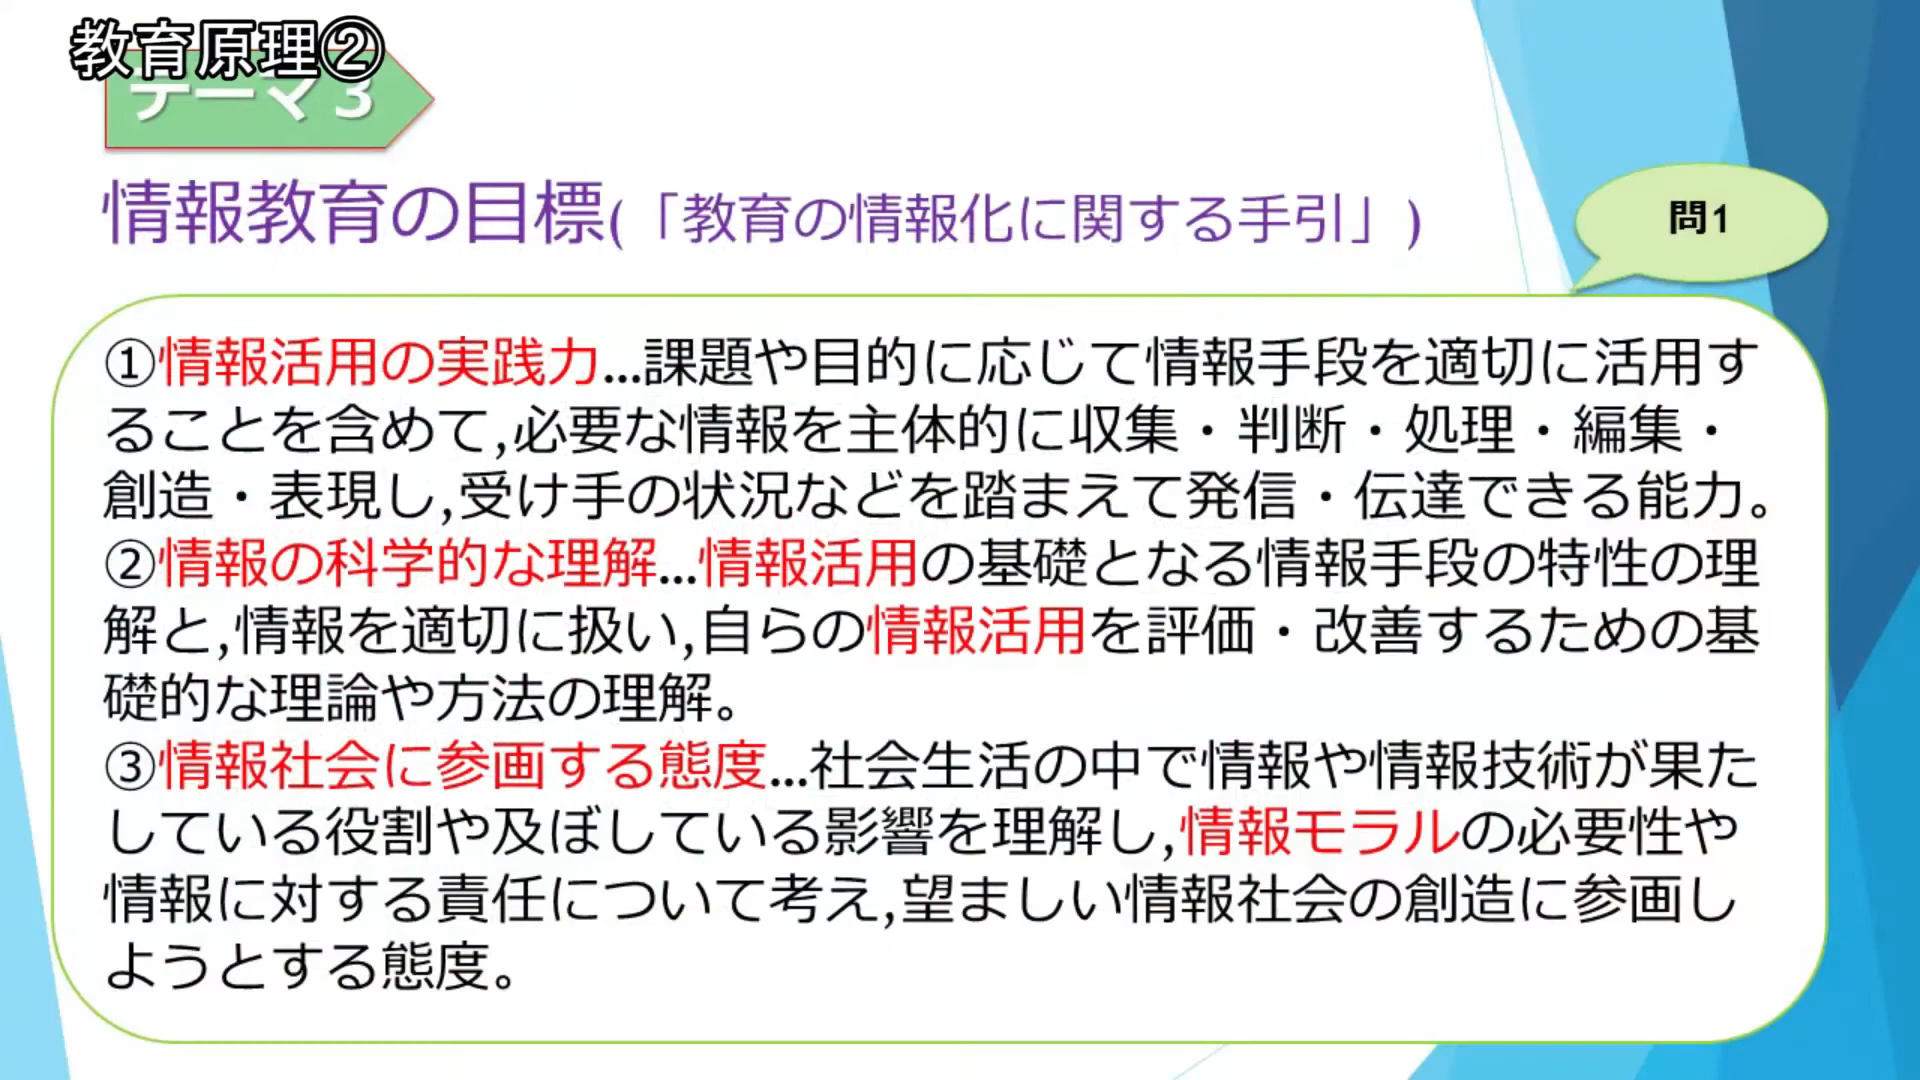 教育原理②
テーマ３
情報教育の目標(「教育の情報化に関する手引」)
問1
①情報活用の実践力…課題や目的に応じて情報手段を適切に活用す
ることを含めて,必要な情報を主体的に収集・判断・処理・編集・
創造・表現し,受け手の状況などを踏まえて発信・伝達できる能力。
②情報の科学的な理解…情報活用の基礎となる情報手段の特性の理
解と,情報を適切に扱い,自らの情報活用を評価・改善するための基
礎的な理論や方法の理解。
③情報社会に参画する態度…社会生活の中で情報や情報技術が果た
している役割や及ぼしている影響を理解し,情報モラルの必要性や
情報に対する責任について考え,望ましい情報社会の創造に参画し
ようとする態度。